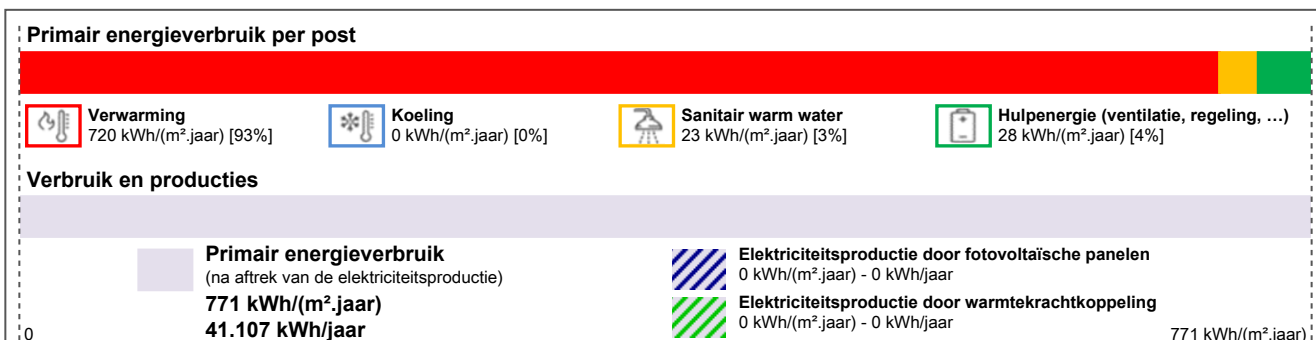 Primair energieverbruik per post
Verwarming
720 kWh/(m².jaar) [93%]
Koeling
0 kWh/(m².jaar) [0%]
Sanitair warm water
23 kWh/(m².jaar) [3%]
Hulpenergie (ventilatie, regeling, …)
28 kWh/(m².jaar) [4%]
Verbruik en producties
Primair energieverbruik
(na aftrek van de elektriciteitsproductie)
771 kWh/(m².jaar)
41.107 kWh/jaar
Elektriciteitsproductie door fotovoltaïsche panelen
0 kWh/(m².jaar) - 0 kWh/jaar
Elektriciteitsproductie door warmtekrachtkoppeling
0 kWh/(m².jaar) - 0 kWh/jaar
0
771 kWh/(m².jaar)